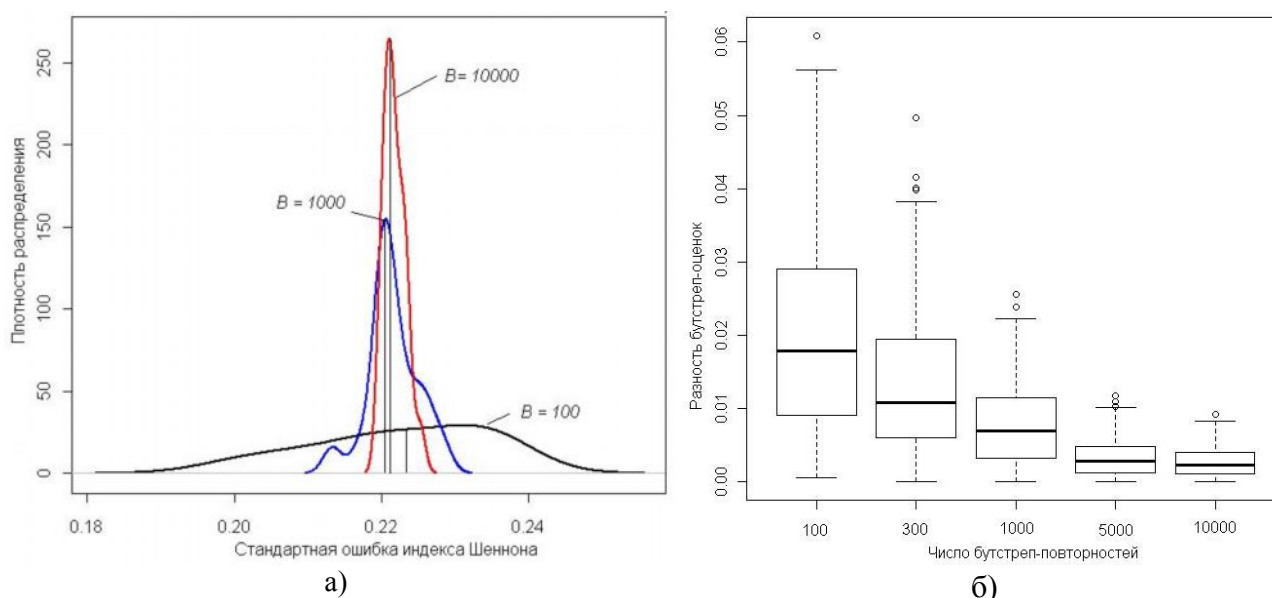 Плотность распределения
250
200
150
100
50
0
B= 10000
B = 1000
B = 100
0.18
0.20
0.22
0.24
Стандартная ошибка индекса Шеннона
а)
Разность бутстреп-оценок
0.06
0.05
0.04
0.03
0.02
0.01
0.00
100
300
1000
5000
10000
Число бутстреп-повторностей
б)